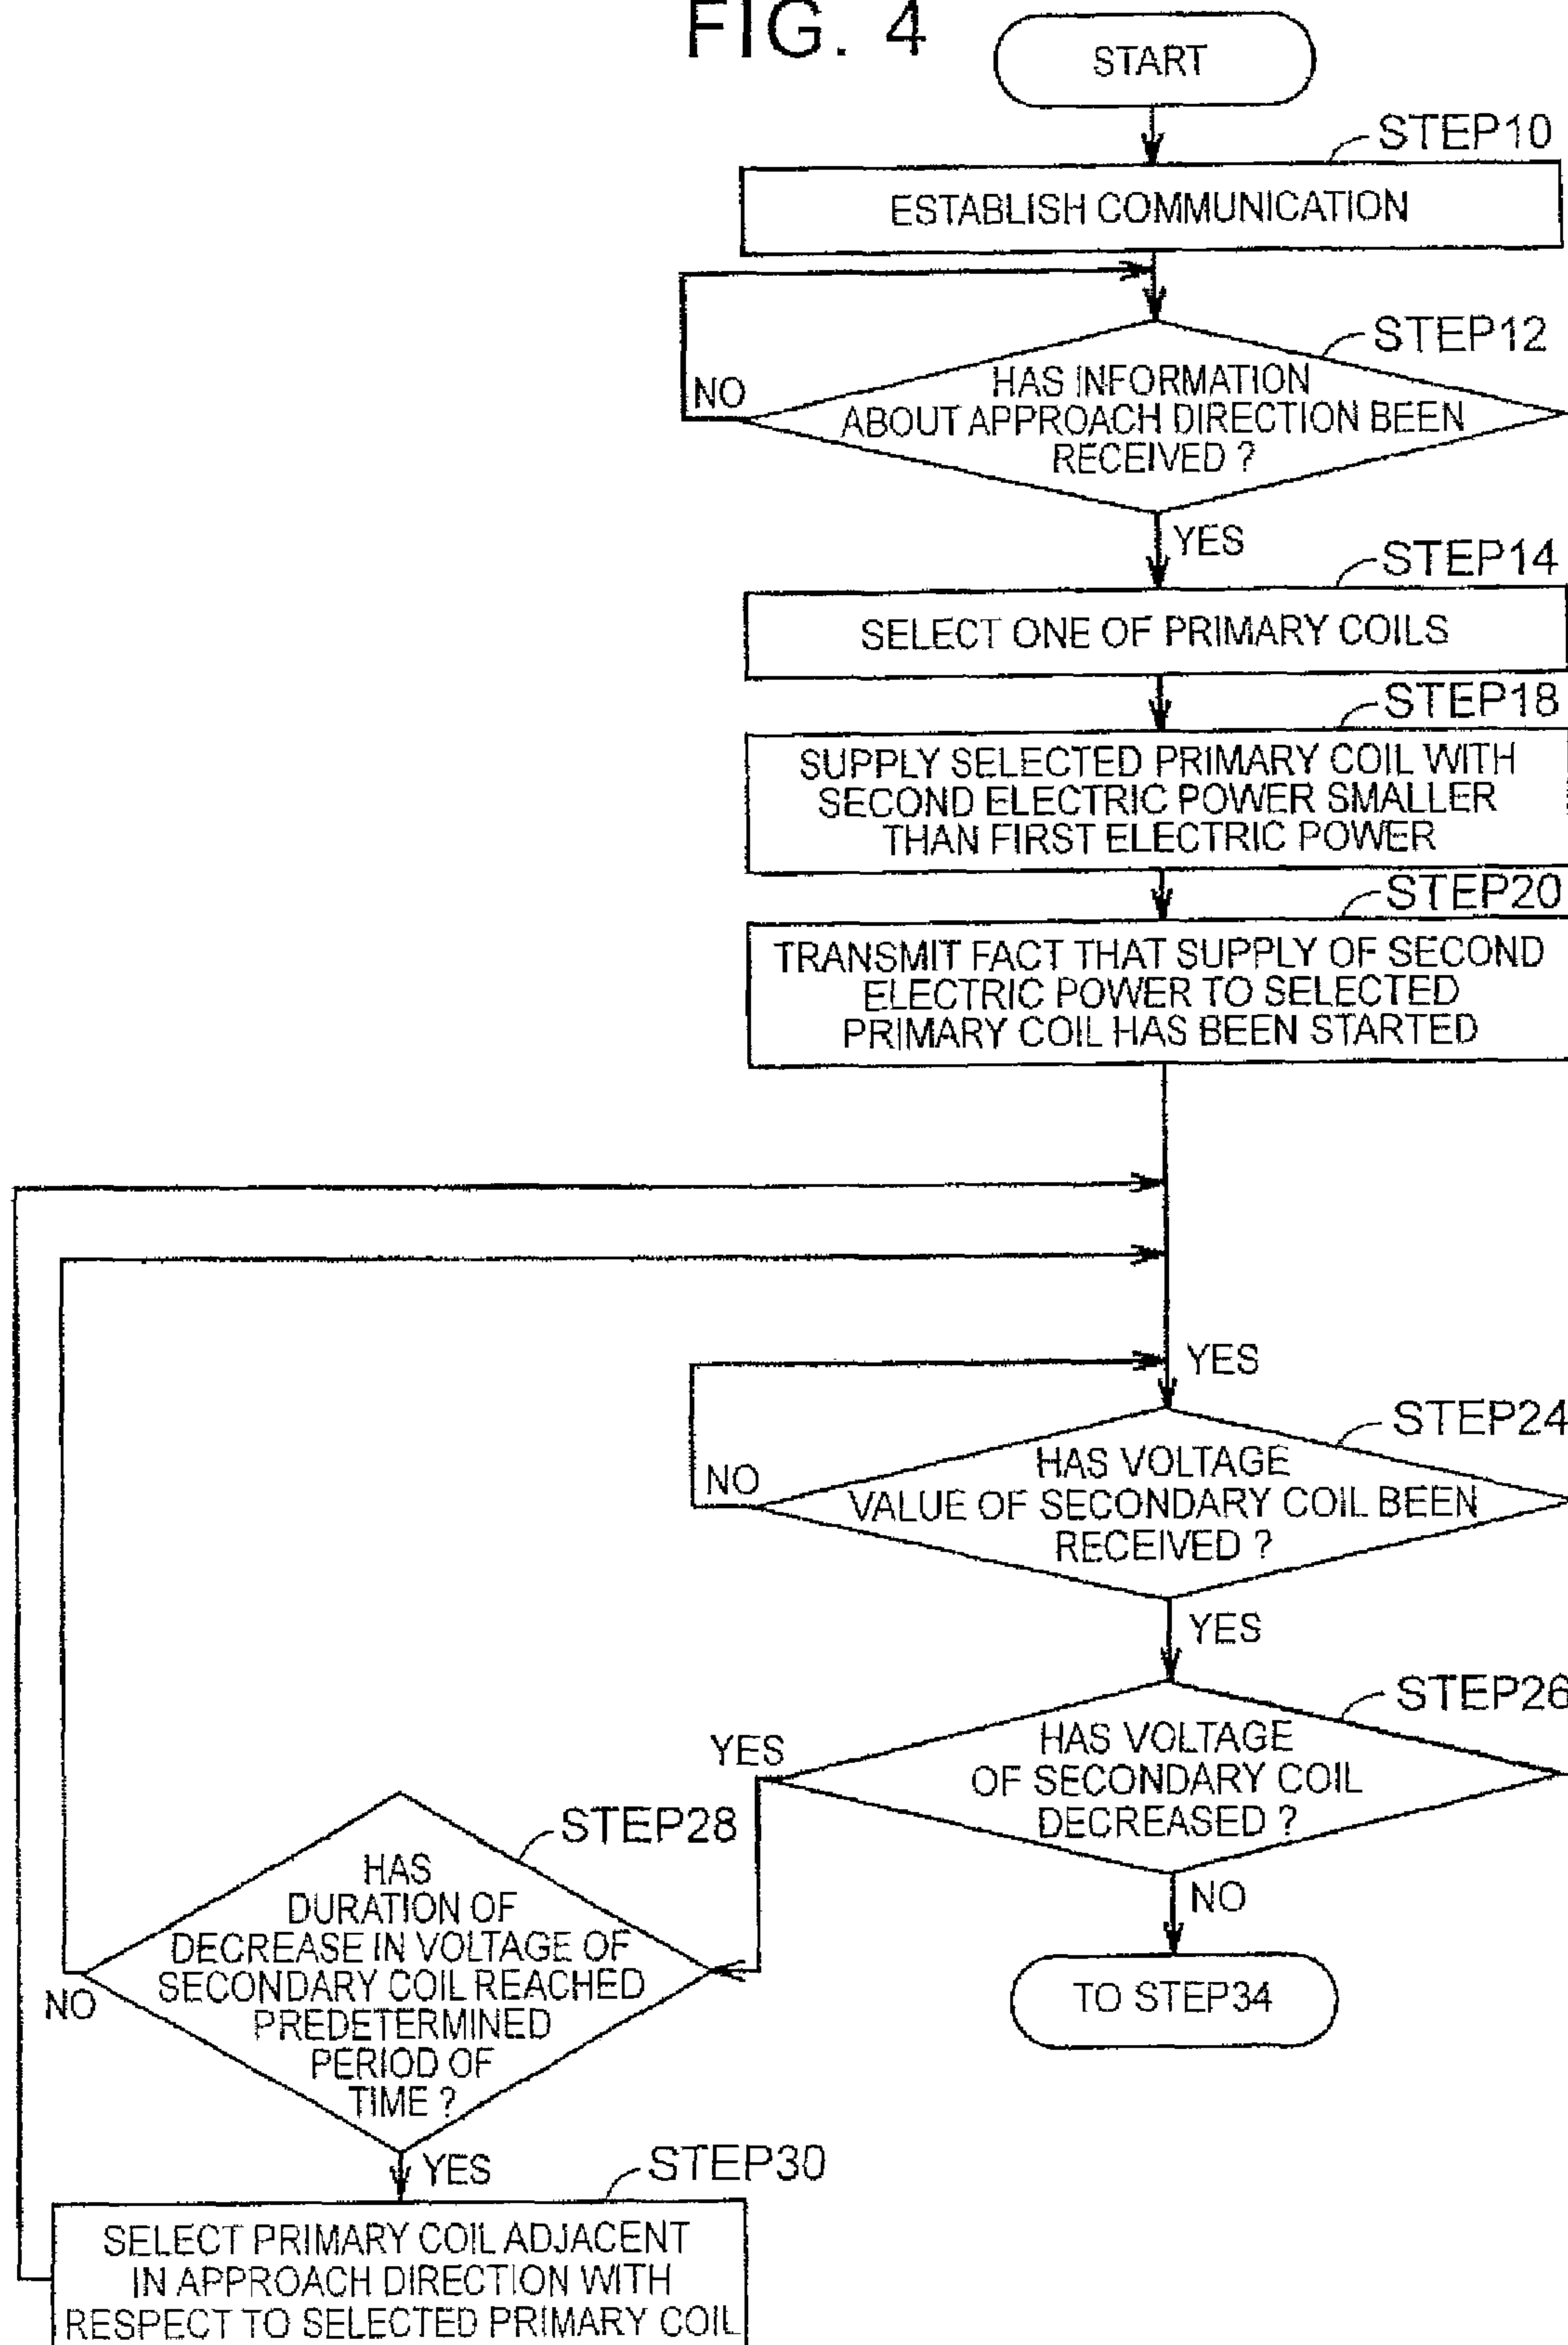 FIG. 4
START
STEP10
ESTABLISH COMMUNICATION
STEP12
HAS INFORMATION
ABOUT APPROACH DIRECTION BEEN
RECEIVED ?
NO
YES
STEP14
SELECT ONE OF PRIMARY COILS
STEP18
SUPPLY SELECTED PRIMARY COIL WITH
SECOND ELECTRIC POWER SMALLER
THAN FIRST ELECTRIC POWER
STEP20
TRANSMIT FACT THAT SUPPLY OF SECOND
ELECTRIC POWER TO SELECTED
PRIMARY COIL HAS BEEN STARTED
YES
STEP24
HAS VOLTAGE
VALUE OF SECONDARY COIL BEEN
RECEIVED ?
NO
YES
STEP26
HAS VOLTAGE
OF SECONDARY COIL
DECREASED ?
YES
NO
TO STEP34
STEP28
HAS
DURATION OF
DECREASE IN VOLTAGE OF
SECONDARY COIL REACHED
PREDETERMINED
PERIOD OF
TIME ?
NO
YES
STEP30
SELECT PRIMARY COIL ADJACENT
IN APPROACH DIRECTION WITH
RESPECT TO SELECTED PRIMARY COIL